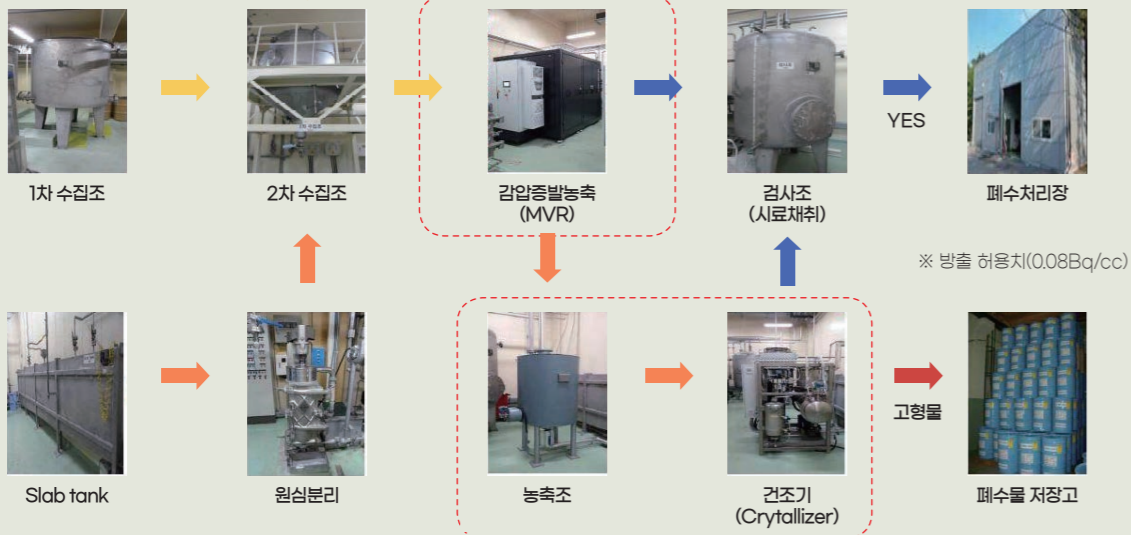 1차 수집조
2차 수집조
감압증발농축
(MVR)
검사조
(시료채취)
YES
폐수처리장
※ 방출 허용치(0.08Bq/cc)
Slab tank
원심분리
농축조
건조기
(Crytallizer)
고형물
폐수물 저장고